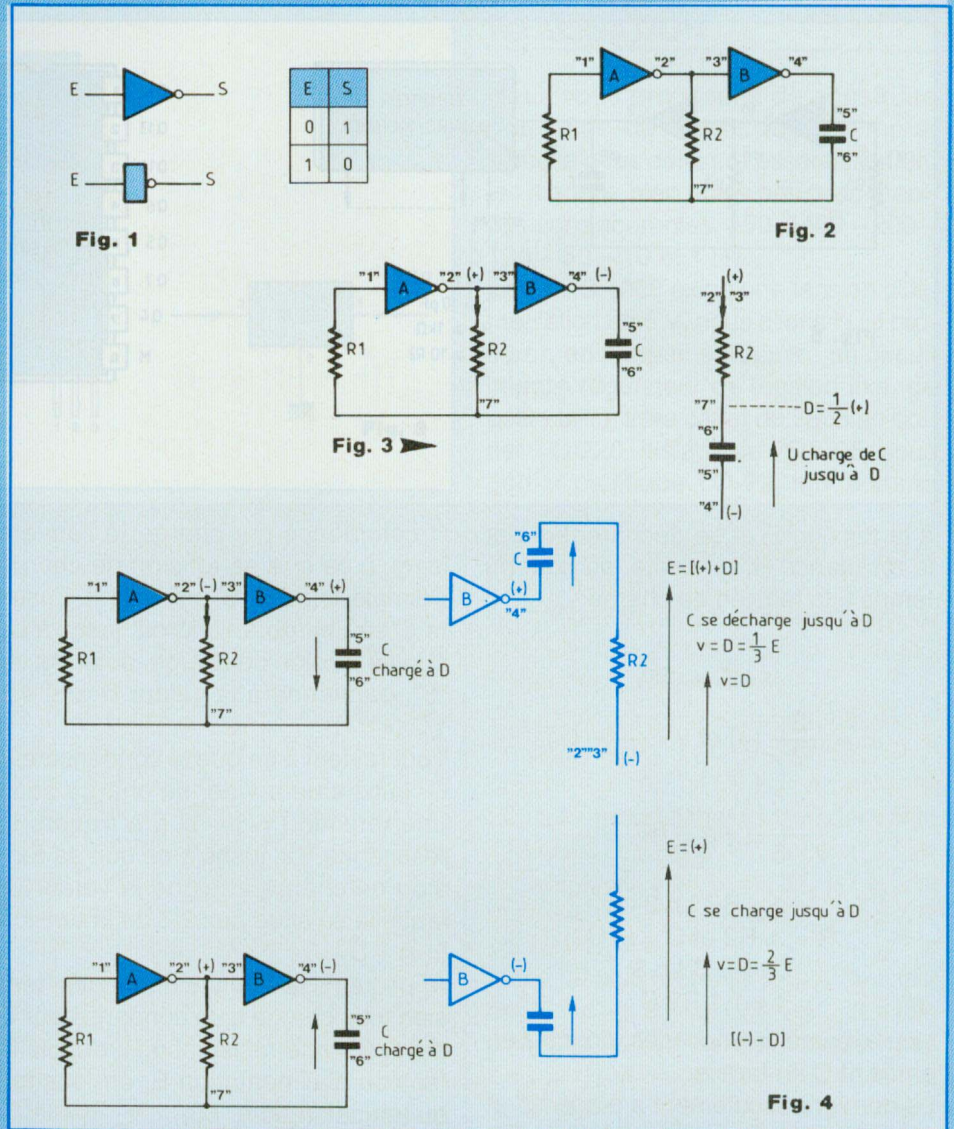 E S
E S
0 1
1 0
E S
Fig. 1
"1" A "2" "3" B "4"
R1 R2 "5" C "6"
"7"
Fig. 2
"1" A "2" (+) "3" B "4" (-)
R1 R2 "5" C "6"
"7"
Fig. 3
(+)
"2" "3"
R2
"7" D = 1/2 (+)
"6"
U charge de C
"5" jusqu'à D
"4" (-)
"1" A "2" (-) "3" B "4" (+)
R1 R2 "5" C
chargé à D
"6"
"7"
"6"
C
B (+)
"4"
R2
"2" "3" (-)
E = [(+) + D]
C se décharge jusqu'à D
v = D = 1/3 E
v = D
"1" A "2" (+) "3" B "4" (-)
R1 R2 "5" C
chargé à D
"6"
"7"
B (-)
E = (+)
C se charge jusqu'à D
v = D = 2/3 E
[(-) - D]
Fig. 4